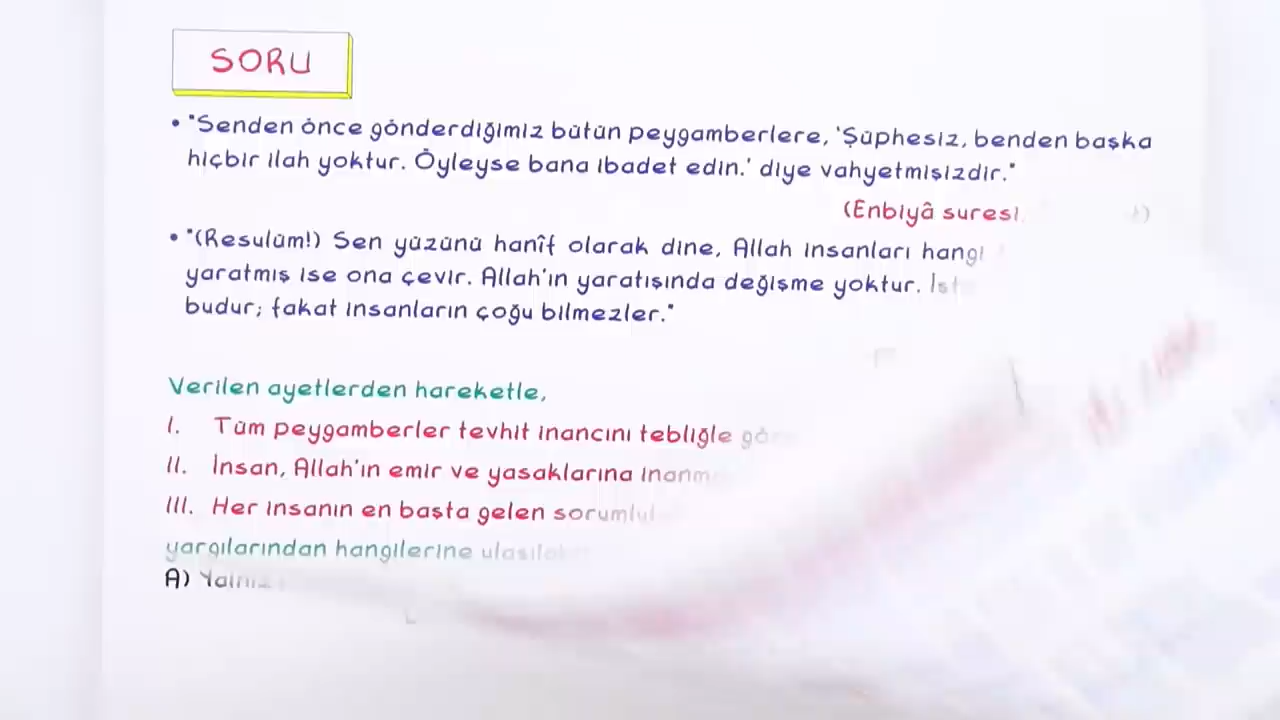 SORU
• "Senden önce gönderdiğimiz bütün peygamberlere, 'Şüphesiz, benden başka
hiçbir ilah yoktur. Öyleyse bana ibadet edin.' diye vahyetmişizdir."
(Enbiyâ suresi,
• "(Resulüm!) Sen yüzünü hanîf olarak dine, Allah insanları hangi
yaratmış ise ona çevir. Allah'ın yaratışında değişme yoktur.
budur; fakat insanların çoğu bilmezler."
Verilen ayetlerden hareketle,
I. Tüm peygamberler tevhit inancını tebliğle
II. İnsan, Allah'ın emir ve yasaklarına
III. Her insanın en başta gelen
yargılarından hangilerine
A) Yalnız